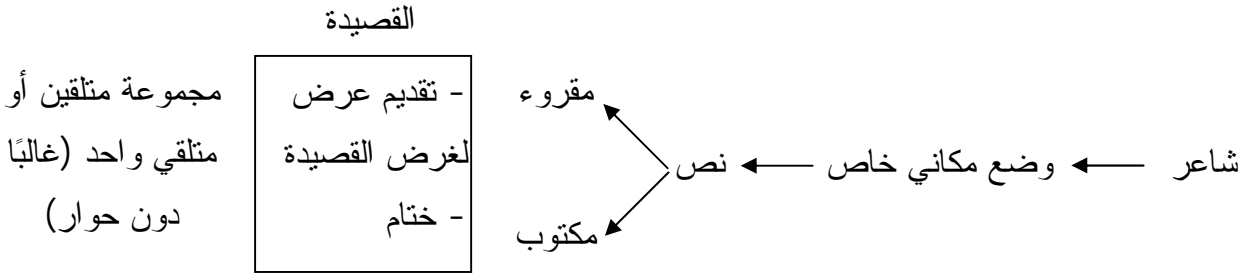 القصيدة
شاعر
وضع مكاني خاص
نص
مقروء
مكتوب
- تقديم عرض
لغرض القصيدة
- ختام
مجموعة متلقين أو
متلقي واحد (غالبًا
دون حوار)